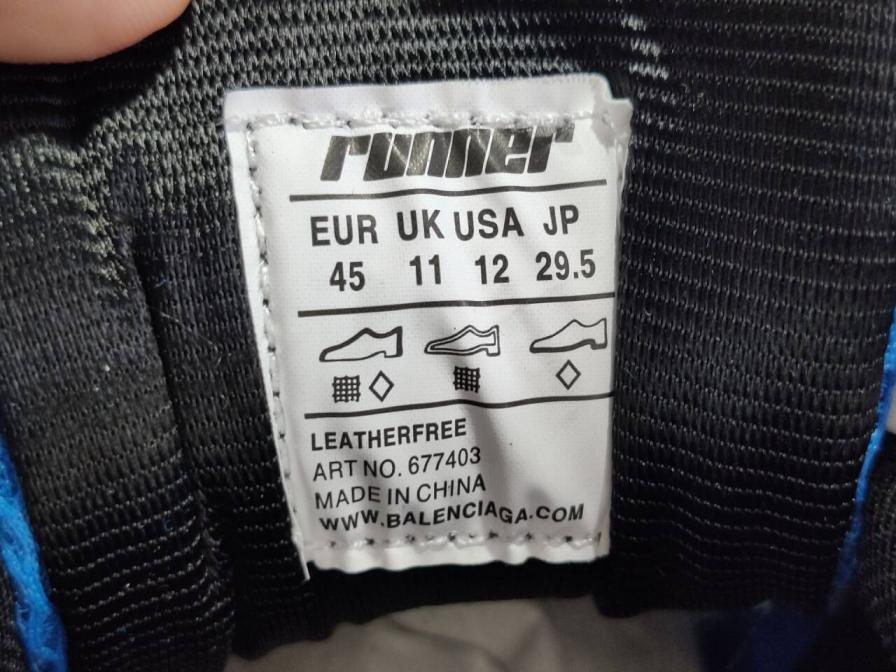 runner
EUR UK USA JP
45 11 12 29.5
LEATHERFREE
ART NO. 677403
MADE IN CHINA
WWW.BALENCIAGA.COM